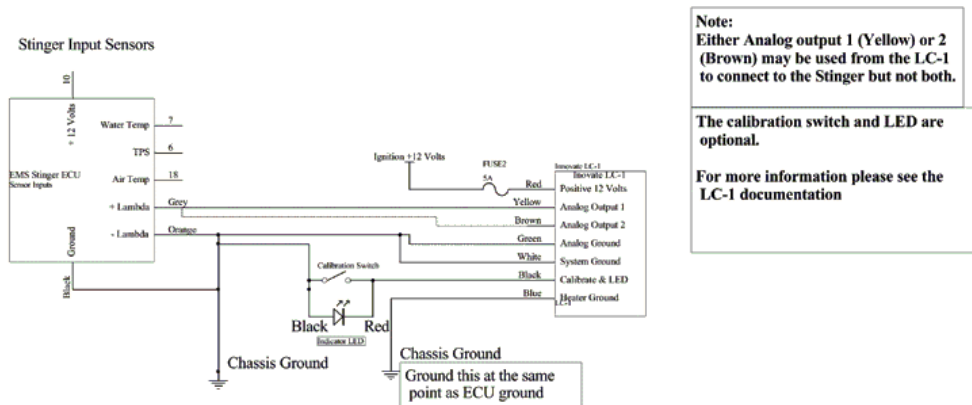 Stinger Input Sensors
10
+ 12 Volts
Water Temp
7
TPS
6
EMS Stinger ECU
Sensor Inputs
Air Temp
18
+ Lambda
Grey
- Lambda
Orange
Ground
Black
Ignition +12 Volts
FUSE2
5A
Innovate LC-1
Inovate LC-1
Red
Positive 12 Volts
Yellow
Analog Output 1
Brown
Analog Output 2
Green
Analog Ground
White
System Ground
Black
Calibrate & LED
Blue
Heater Ground
LC-1
Calibration Switch
Black
Red
Indicator LED
Chassis Ground
Chassis Ground
Ground this at the same
point as ECU ground
Note:
Either Analog output 1 (Yellow) or 2
(Brown) may be used from the LC-1
to connect to the Stinger but not both.
The calibration switch and LED are
optional.
For more information please see the
LC-1 documentation